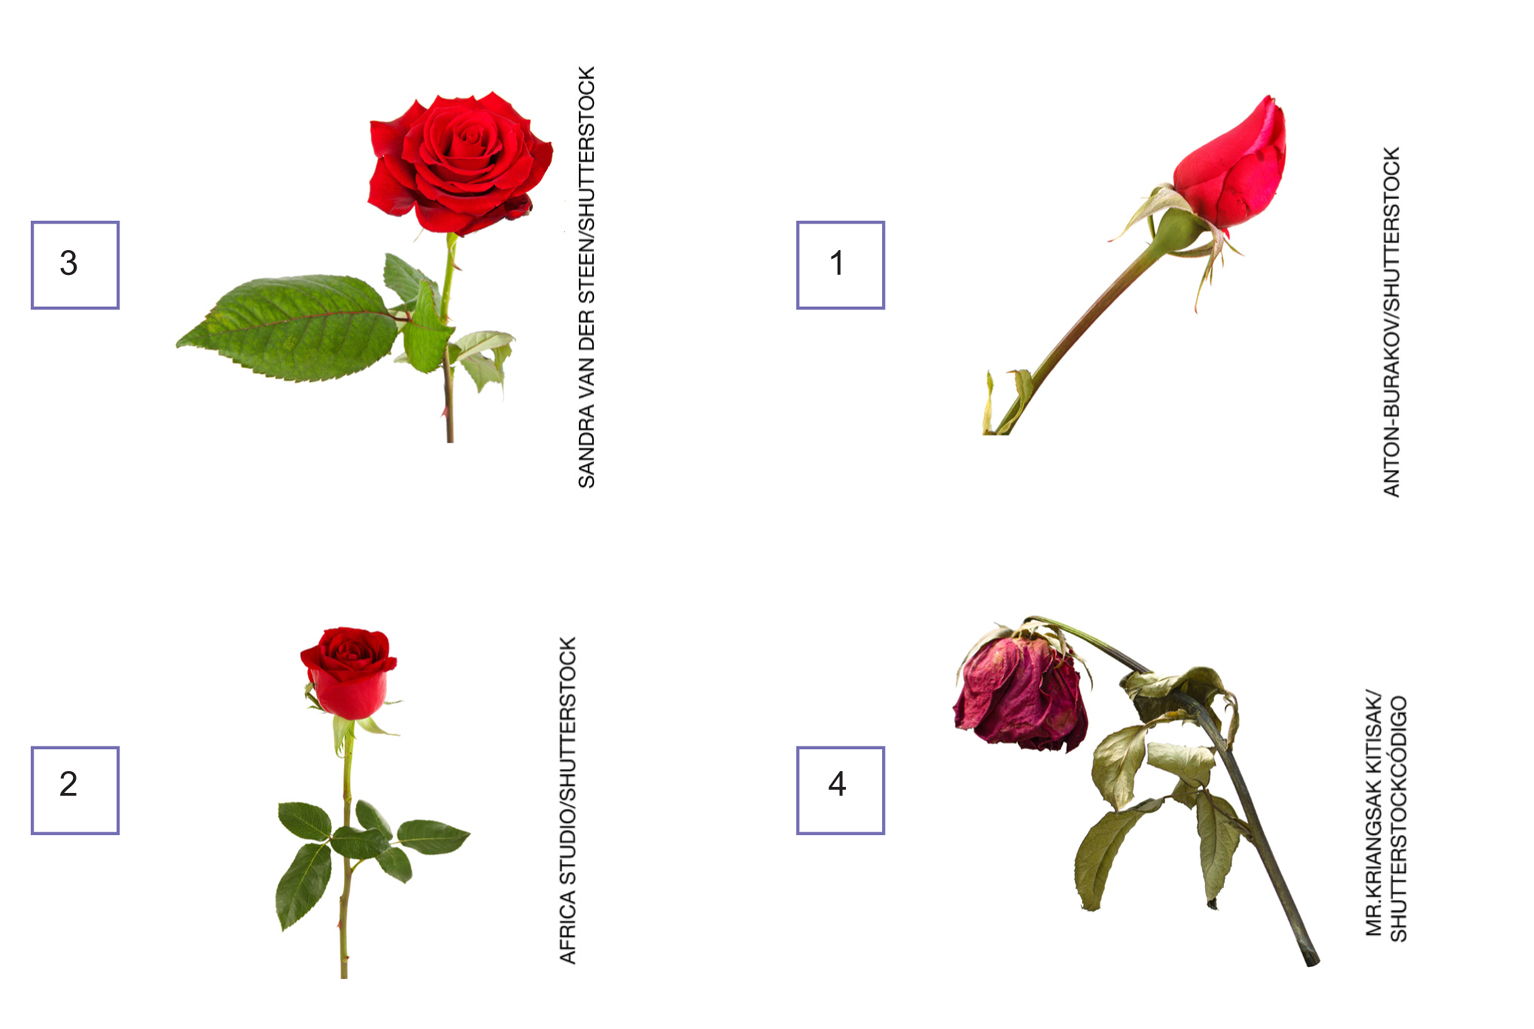 3
SANDRA VAN DER STEEN/SHUTTERSTOCK
1
ANTON-BURAKOV/SHUTTERSTOCK
2
AFRICA STUDIO/SHUTTERSTOCK
4
MR.KRIANGSAK KITISAK/
SHUTTERSTOCKCÓDIGO